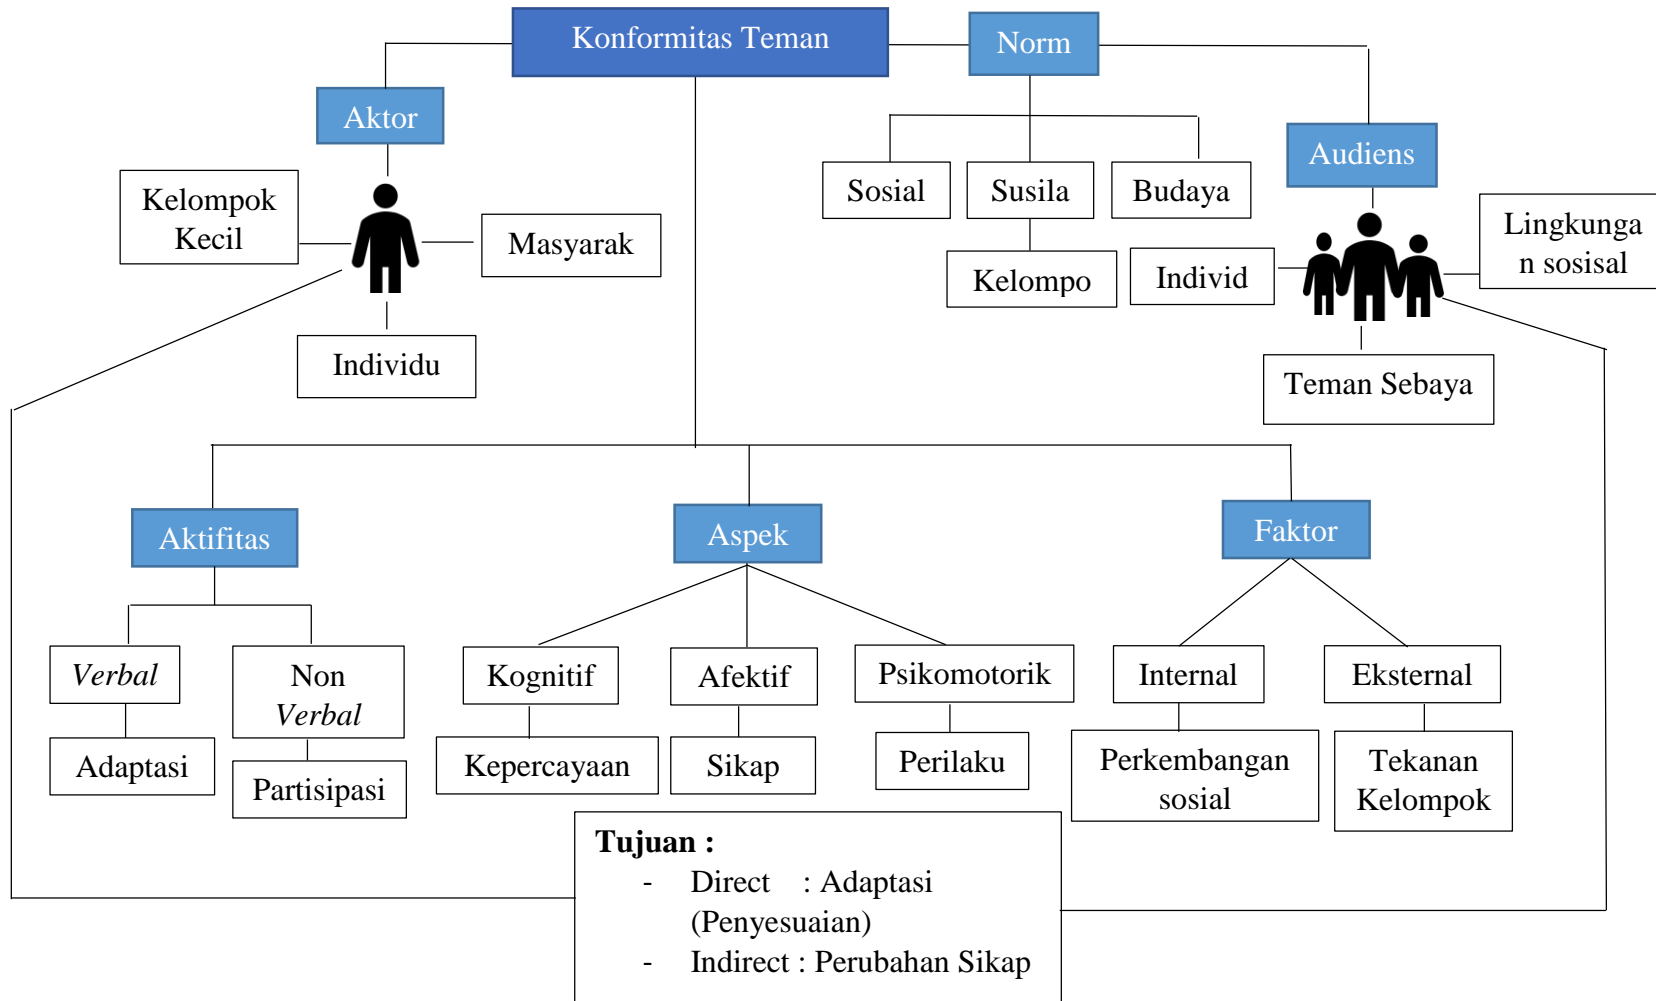 Konformitas Teman
Norm
Aktor
Audiens
Kelompok
Kecil
Masyarak
Individu
Sosial
Susila
Budaya
Kelompo
Individ
Lingkunga
n sosisal
Teman Sebaya
Aktifitas
Aspek
Faktor
Verbal
Non
Verbal
Kognitif
Afektif
Psikomotorik
Internal
Eksternal
Adaptasi
Partisipasi
Kepercayaan
Sikap
Perilaku
Perkembangan
sosial
Tekanan
Kelompok
Tujuan :
- Direct : Adaptasi
(Penyesuaian)
- Indirect : Perubahan Sikap